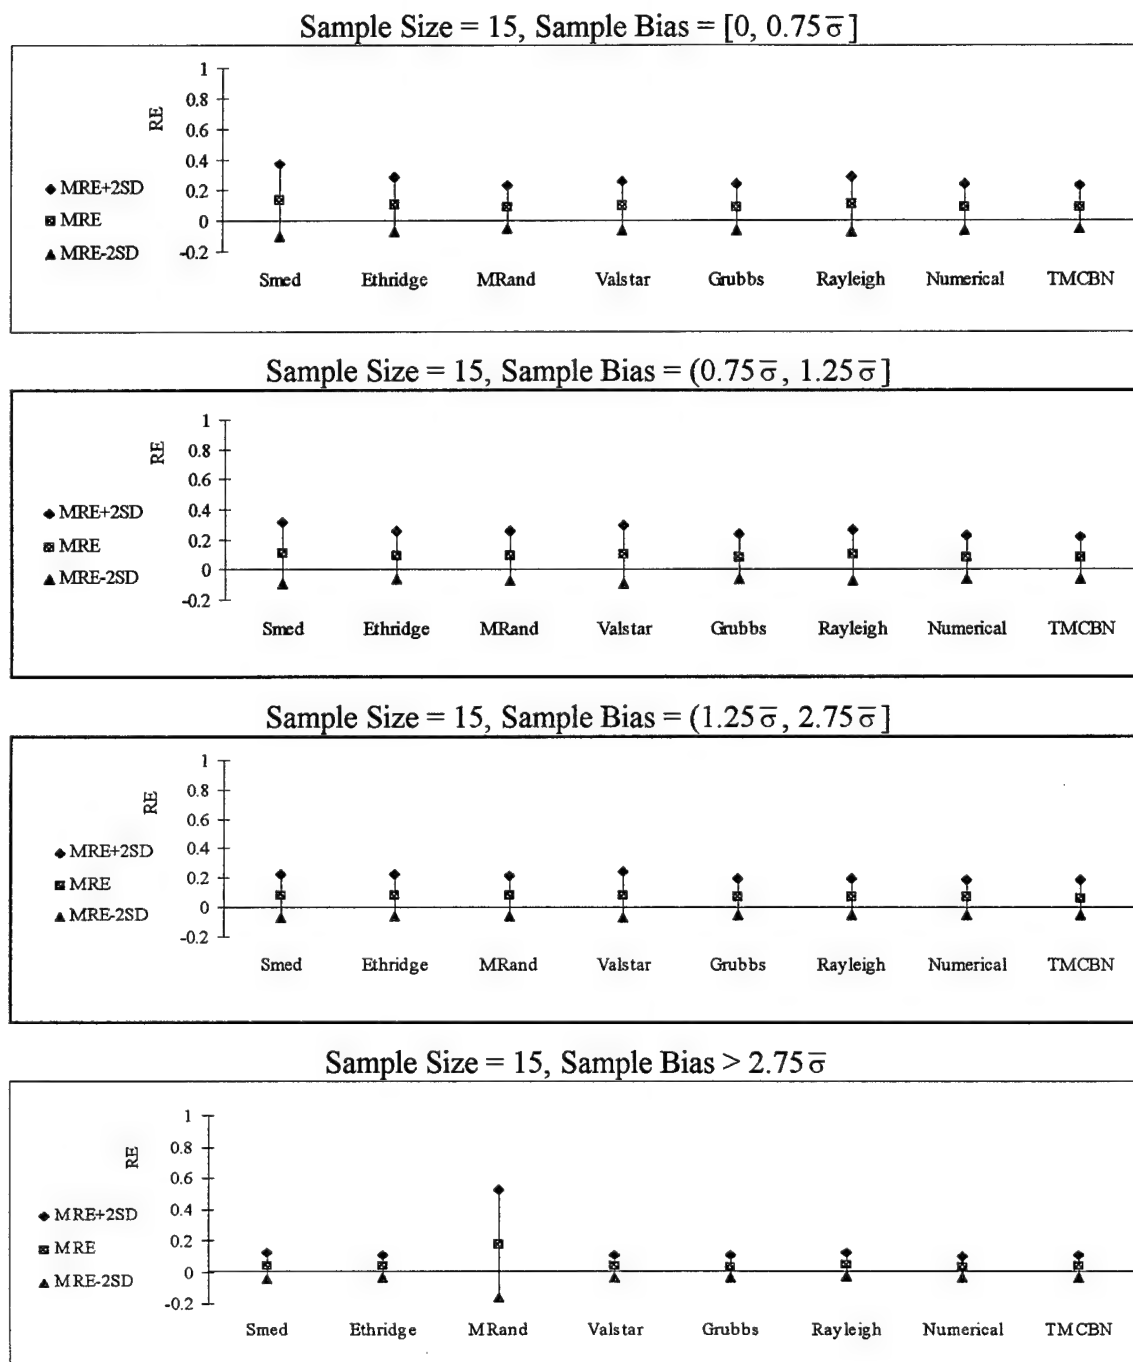 Sample Size = 15, Sample Bias = [0, 0.75σ̅]
1
0.8
RE
0.6
0.4
MRE+2SD
0.2
MRE
0
MRE-2SD
-0.2
Smed Ethridge MRand Valstar Grubbs Rayleigh Numerical TMCBN
Sample Size = 15, Sample Bias = (0.75σ̅, 1.25σ̅]
1
RE
0.8
0.6
0.4
MRE+2SD
0.2
MRE
0
MRE-2SD
-0.2
Smed Ethridge MRand Valstar Grubbs Rayleigh Numerical TMCBN
Sample Size = 15, Sample Bias = (1.25σ̅, 2.75σ̅]
1
0.8
RE
0.6
0.4
MRE+2SD
0.2
MRE
0
MRE-2SD
-0.2
Smed Ethridge MRand Valstar Grubbs Rayleigh Numerical TMCBN
Sample Size = 15, Sample Bias > 2.75σ̅
1
0.8
RE
0.6
0.4
MRE+2SD
0.2
MRE
0
MRE-2SD
-0.2
Smed Ethridge MRand Valstar Grubbs Rayleigh Numerical TMCBN